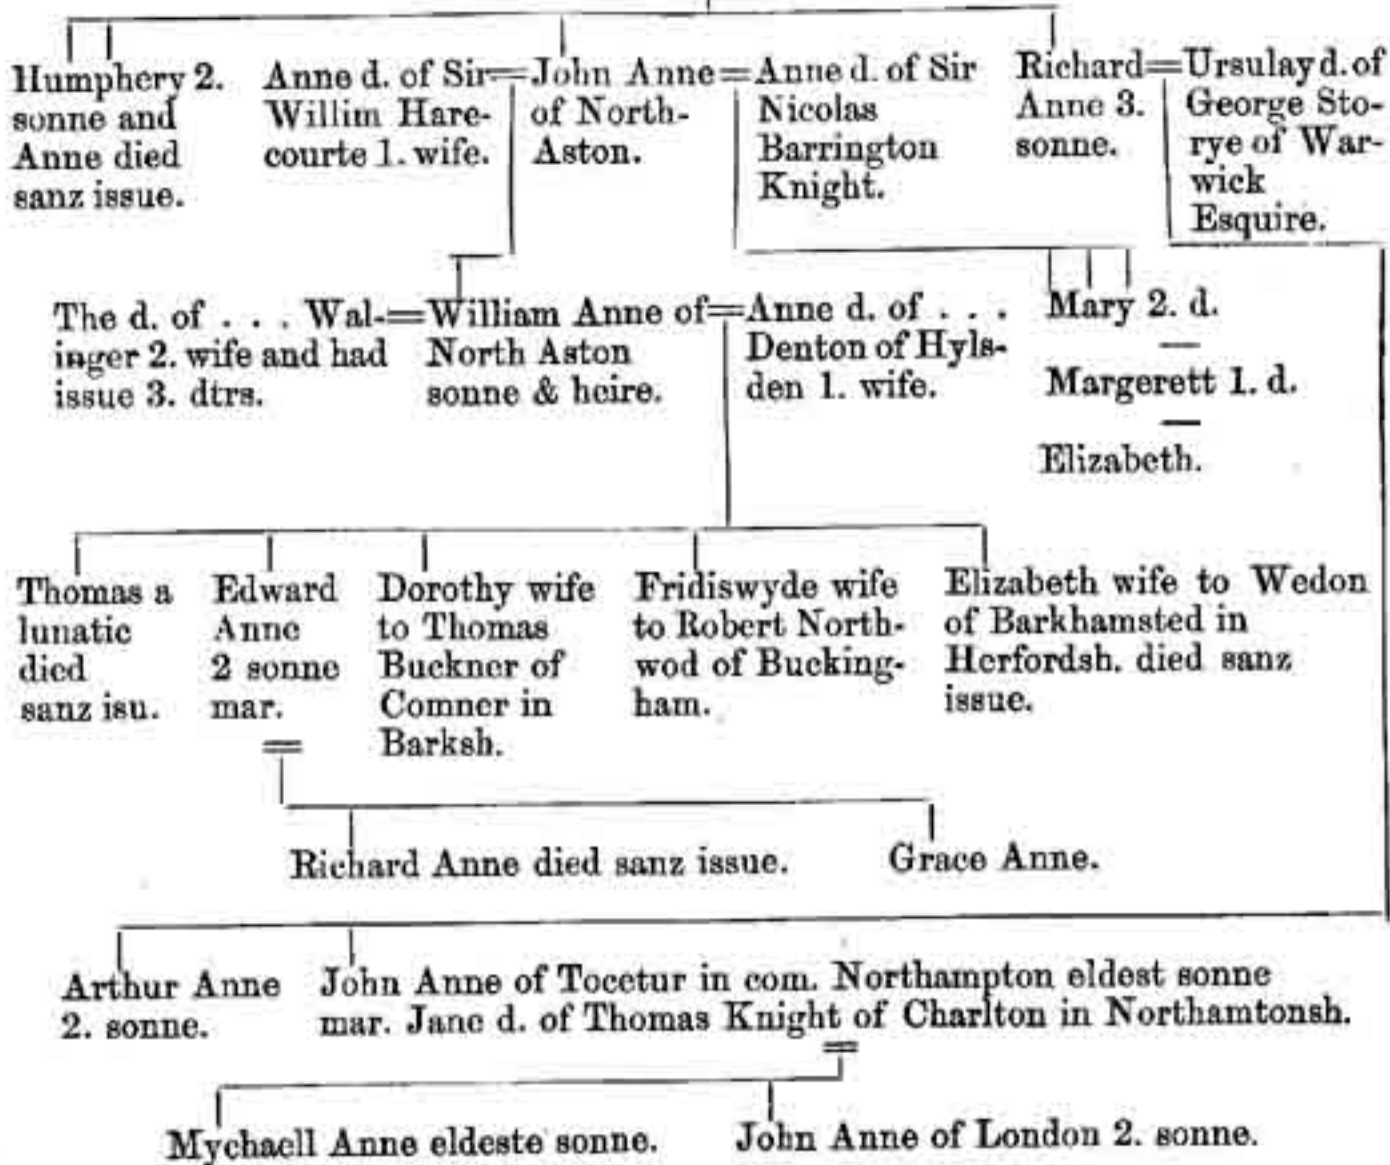 Humphery 2.
sonne and
Anne died
sanz issue.
Anne d. of Sir
Willim Hare-
courte 1. wife.
John Anne
of North-
Aston.
Anne d. of Sir
Nicolas
Barrington
Knight.
Richard
Anne 3.
sonne.
Ursulay d. of
George Sto-
rye of War-
wick
Esquire.
The d. of . . . Wal-
inger 2. wife and had
issue 3. dtrs.
William Anne of
North Aston
sonne & heire.
Anne d. of . . .
Denton of Hyls-
den 1. wife.
Mary 2. d.
Margerett 1. d.
Elizabeth.
Thomas a
lunatic
died
sanz isu.
Edward
Anne
2 sonne
mar.
Dorothy wife
to Thomas
Buckner of
Comner in
Barksh.
Fridiswyde wife
to Robert North-
wod of Bucking-
ham.
Elizabeth wife to Wedon
of Barkhamsted in
Herfordsh. died sanz
issue.
Richard Anne died sanz issue.
Grace Anne.
Arthur Anne
2. sonne.
John Anne of Tocetur in com. Northampton eldest sonne
mar. Jane d. of Thomas Knight of Charlton in Northamtonsh.
Mychaell Anne eldeste sonne.
John Anne of London 2. sonne.